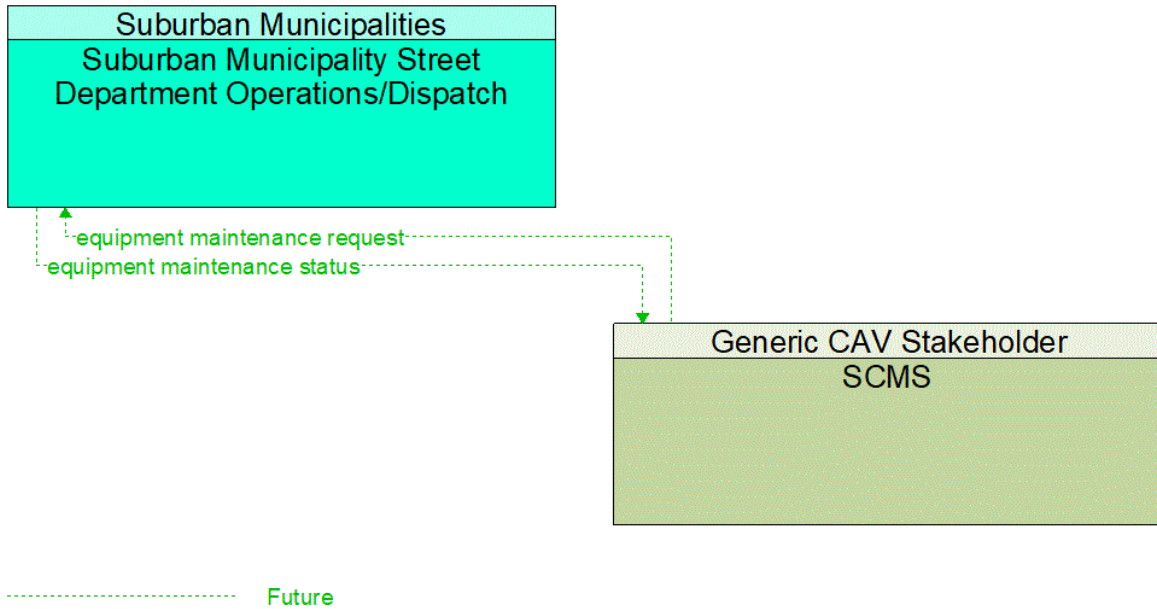 Suburban Municipalities
Suburban Municipality Street
Department Operations/Dispatch
equipment maintenance request
equipment maintenance status
Generic CAV Stakeholder
SCMS
Future